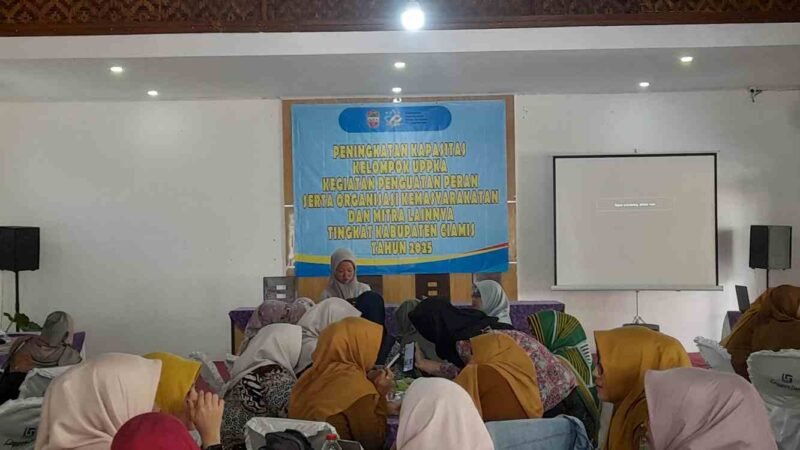 PENINGKATAN KAPASITAS
KELOMPOK UPPKA
KEGIATAN PENGUATAN PERAN
SERTA ORGANISASI KEMASYARAKATAN
DAN MITRA LAINNYA
TINGKAT KABUPATEN CIAMIS
TAHUN 2025